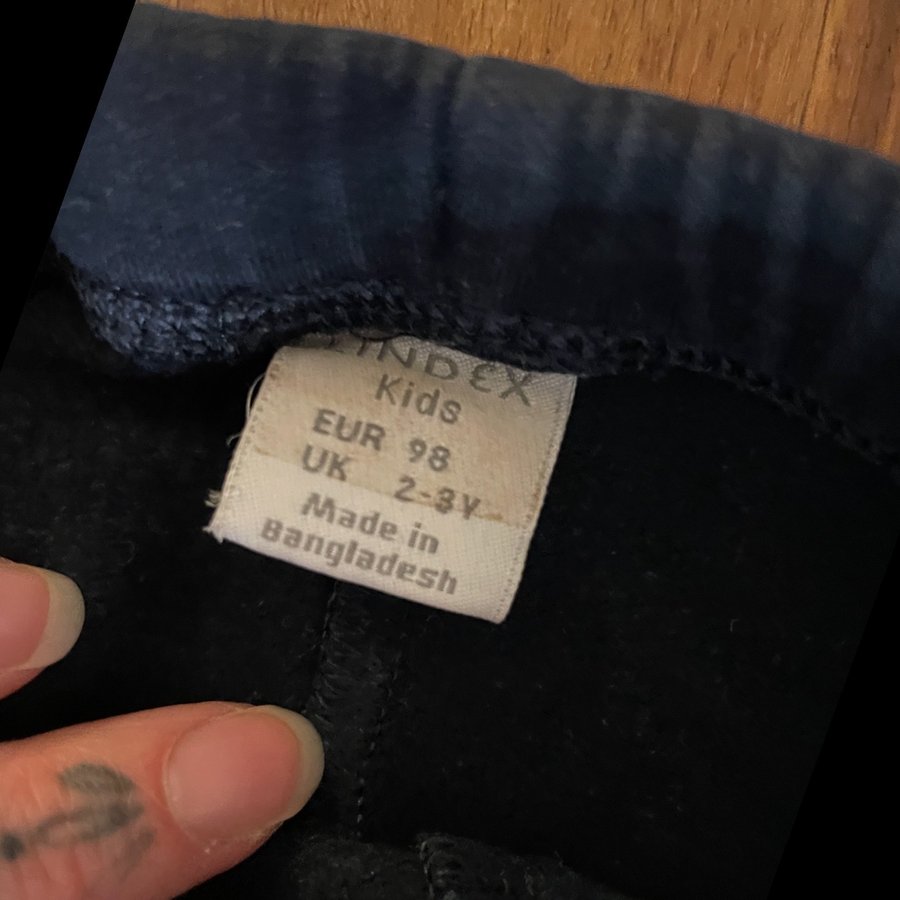 LINDEX
Kids
EUR 98
UK 2-3Y
Made in
Bangladesh